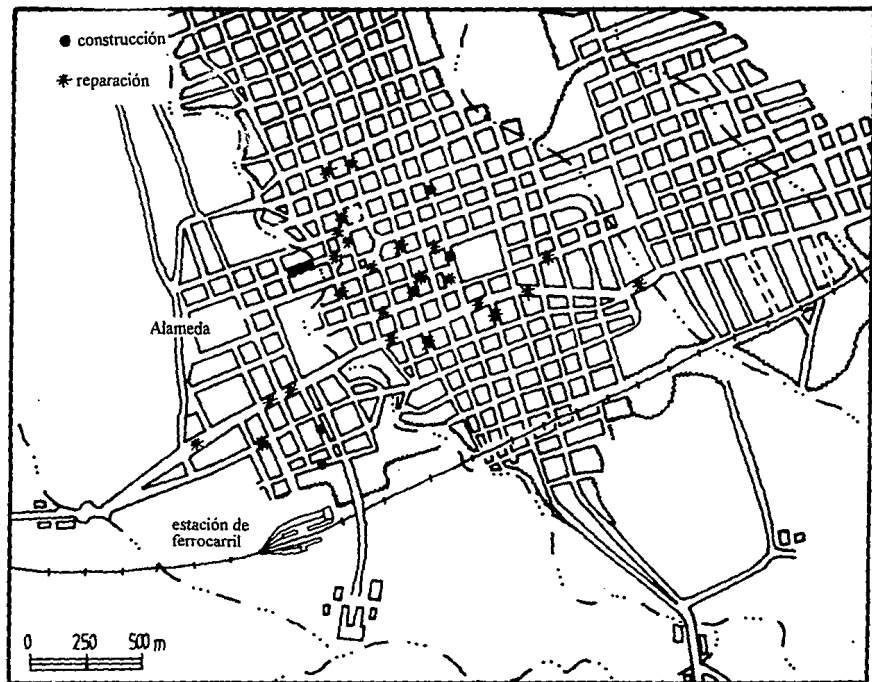 construcción
reparación
Alameda
estación de
ferrocarril
0 250 500 m